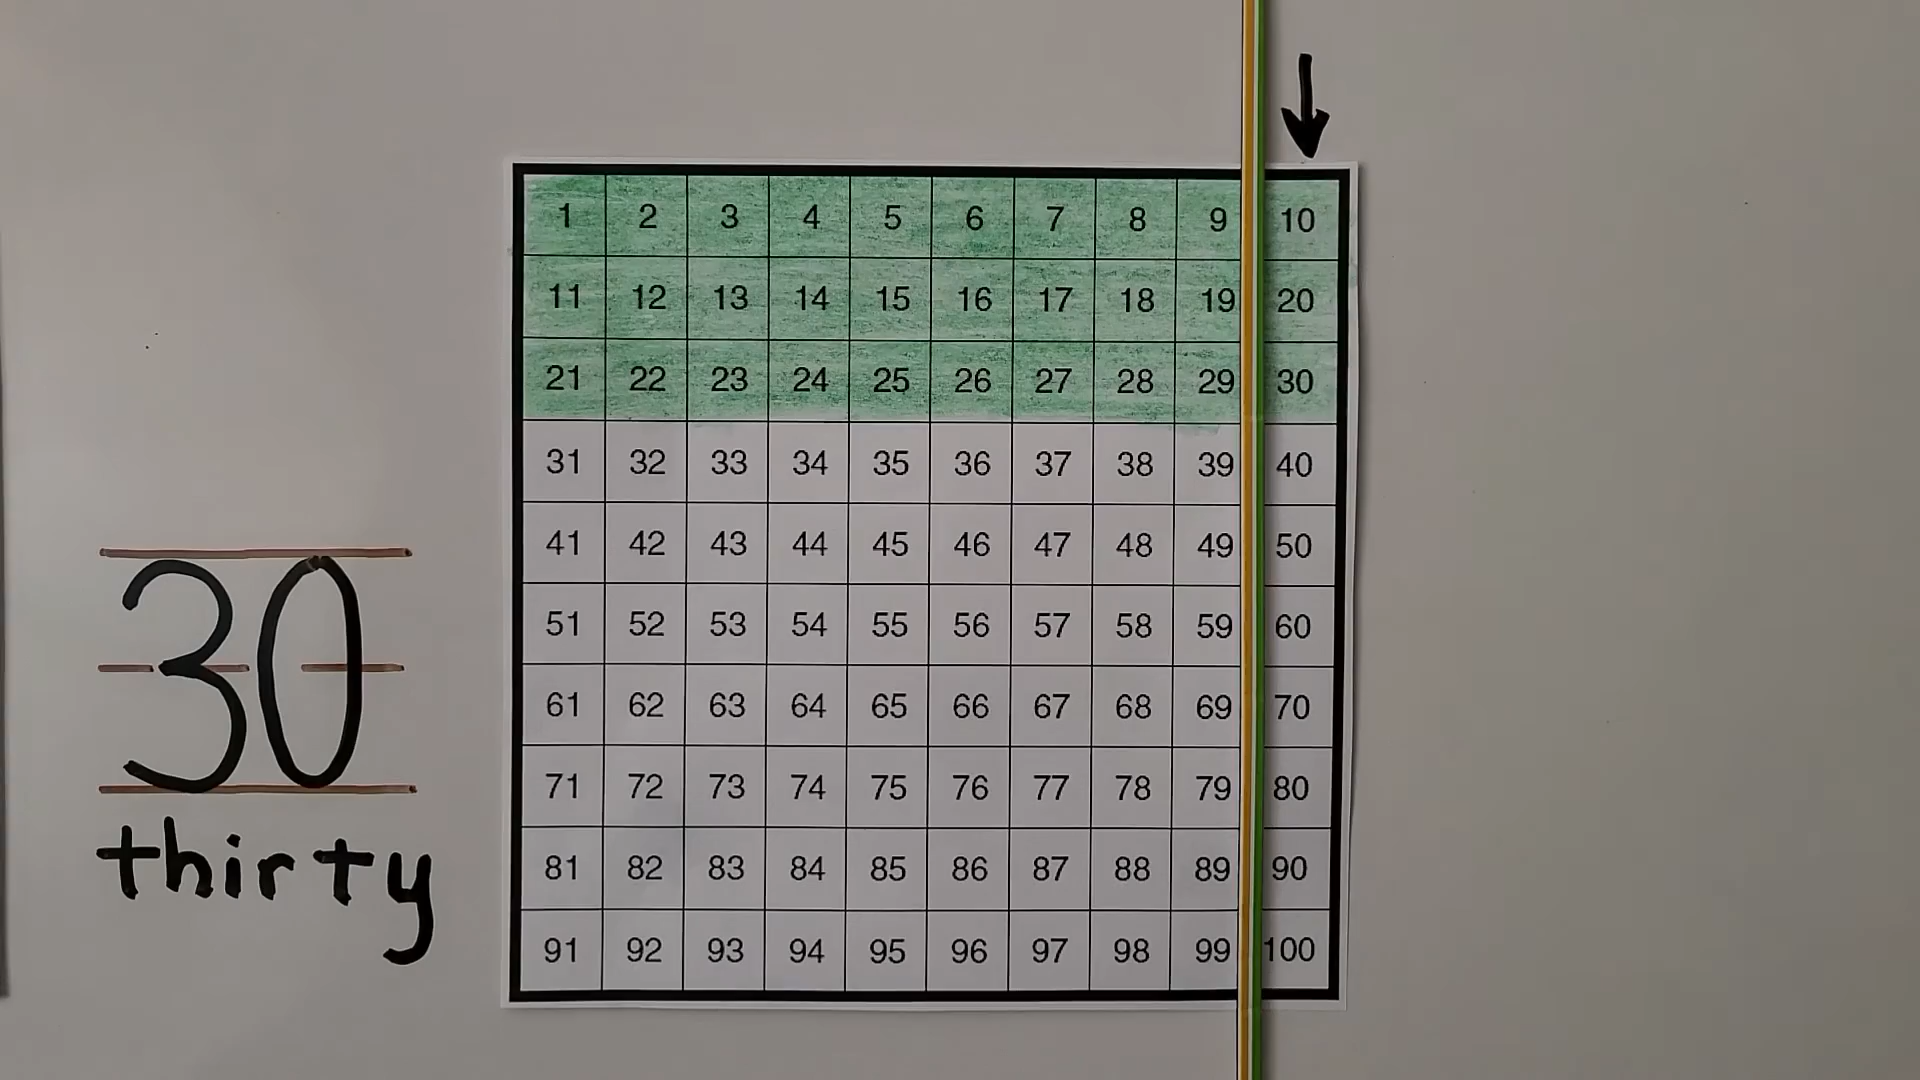 1 2 3 4 5 6 7 8 9 10
11 12 13 14 15 16 17 18 19 20
21 22 23 24 25 26 27 28 29 30
31 32 33 34 35 36 37 38 39 40
41 42 43 44 45 46 47 48 49 50
51 52 53 54 55 56 57 58 59 60
61 62 63 64 65 66 67 68 69 70
71 72 73 74 75 76 77 78 79 80
81 82 83 84 85 86 87 88 89 90
91 92 93 94 95 96 97 98 99 100
30
thirty